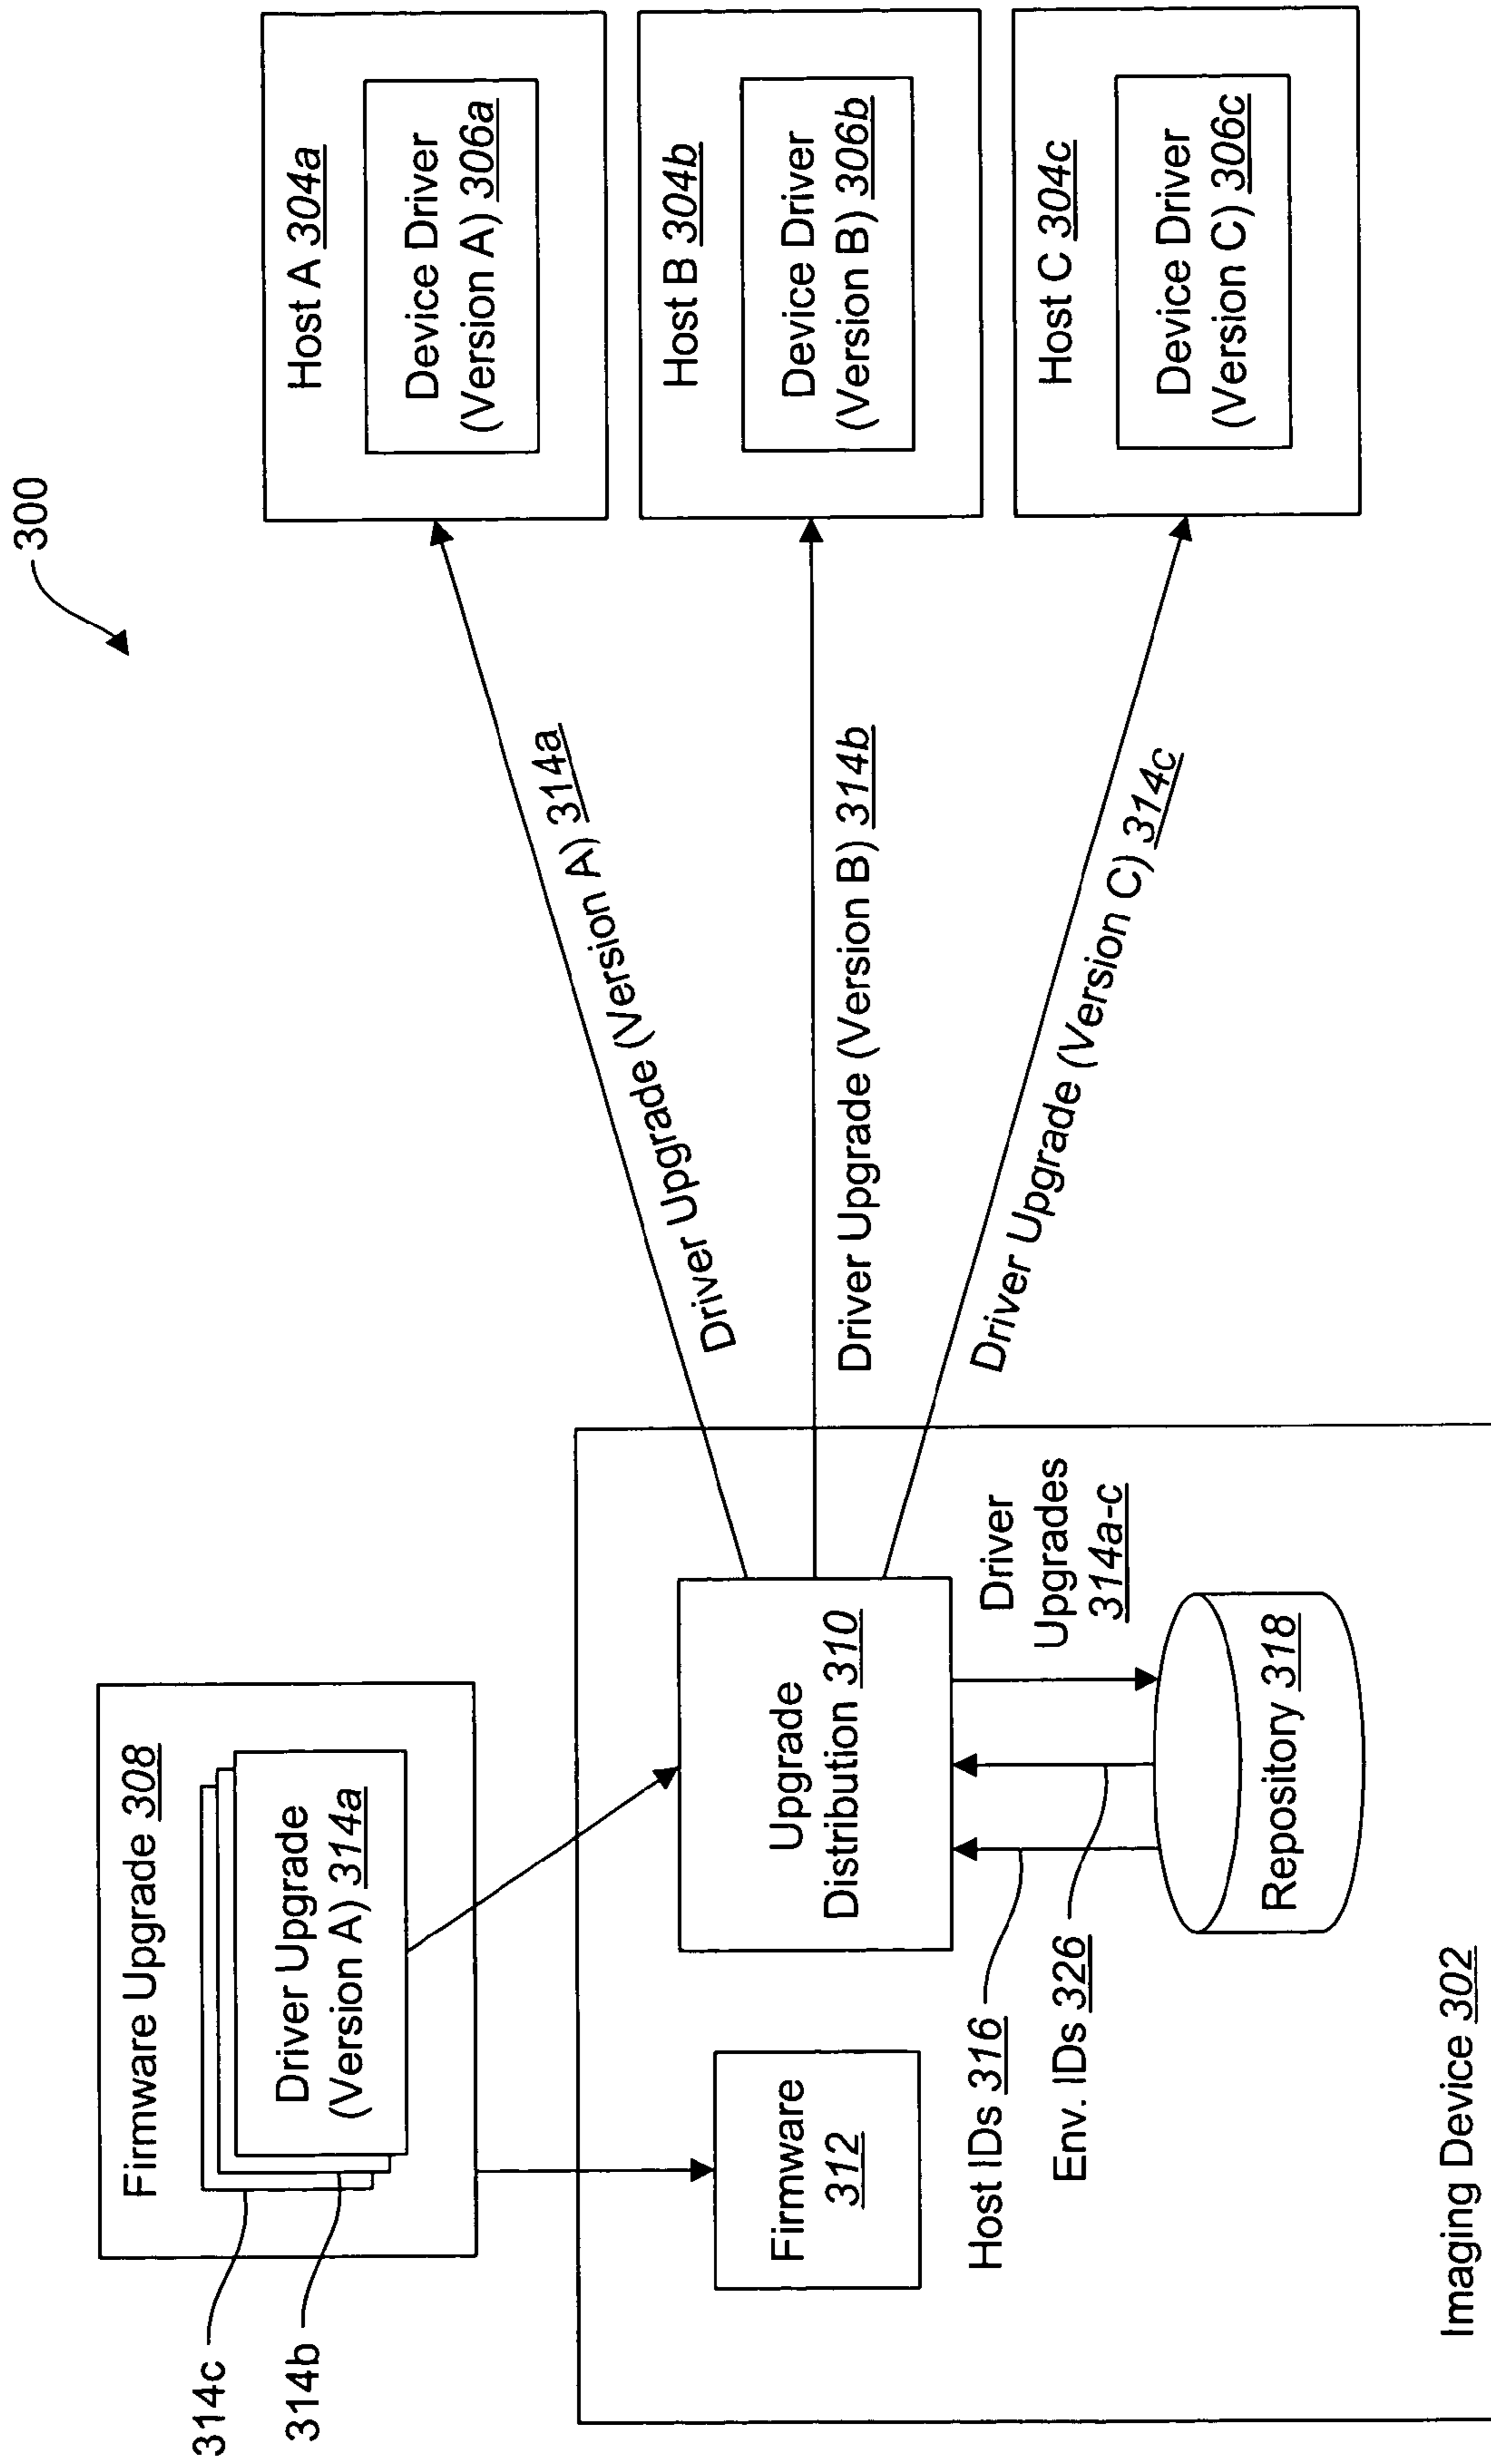 300
Firmware Upgrade 308
Driver Upgrade
(Version A) 314a
314c
314b
Host A 304a
Device Driver
(Version A) 306a
Host B 304b
Device Driver
(Version B) 306b
Host C 304c
Device Driver
(Version C) 306c
Driver Upgrade (Version A) 314a
Driver Upgrade (Version B) 314b
Driver Upgrade (Version C) 314c
Firmware
312
Upgrade
Distribution 310
Driver
Upgrades
314a-c
Host IDs 316
Env. IDs 326
Repository 318
Imaging Device 302